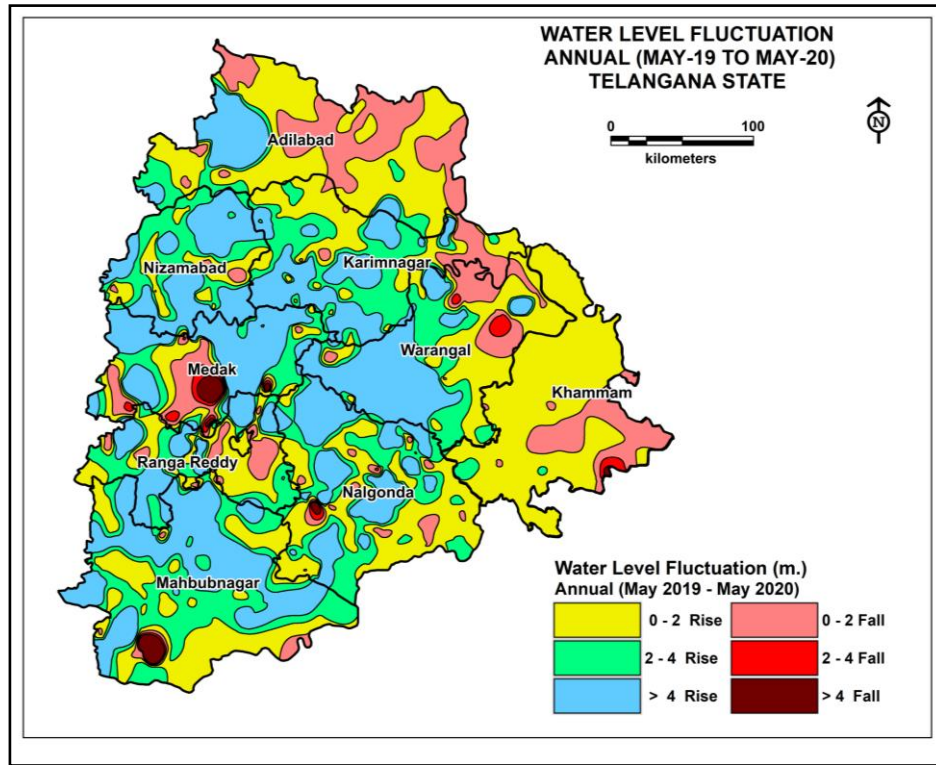 WATER LEVEL FLUCTUATION
ANNUAL (MAY-19 TO MAY-20)
TELANGANA STATE
N
0 100
kilometers
Adilabad
Nizamabad
Karimnagar
Warangal
Medak
Khammam
Ranga Reddy
Nalgonda
Mahbubnagar
Water Level Fluctuation (m.)
Annual (May 2019 - May 2020)
0 - 2 Rise 0 - 2 Fall
2 - 4 Rise 2 - 4 Fall
> 4 Rise > 4 Fall